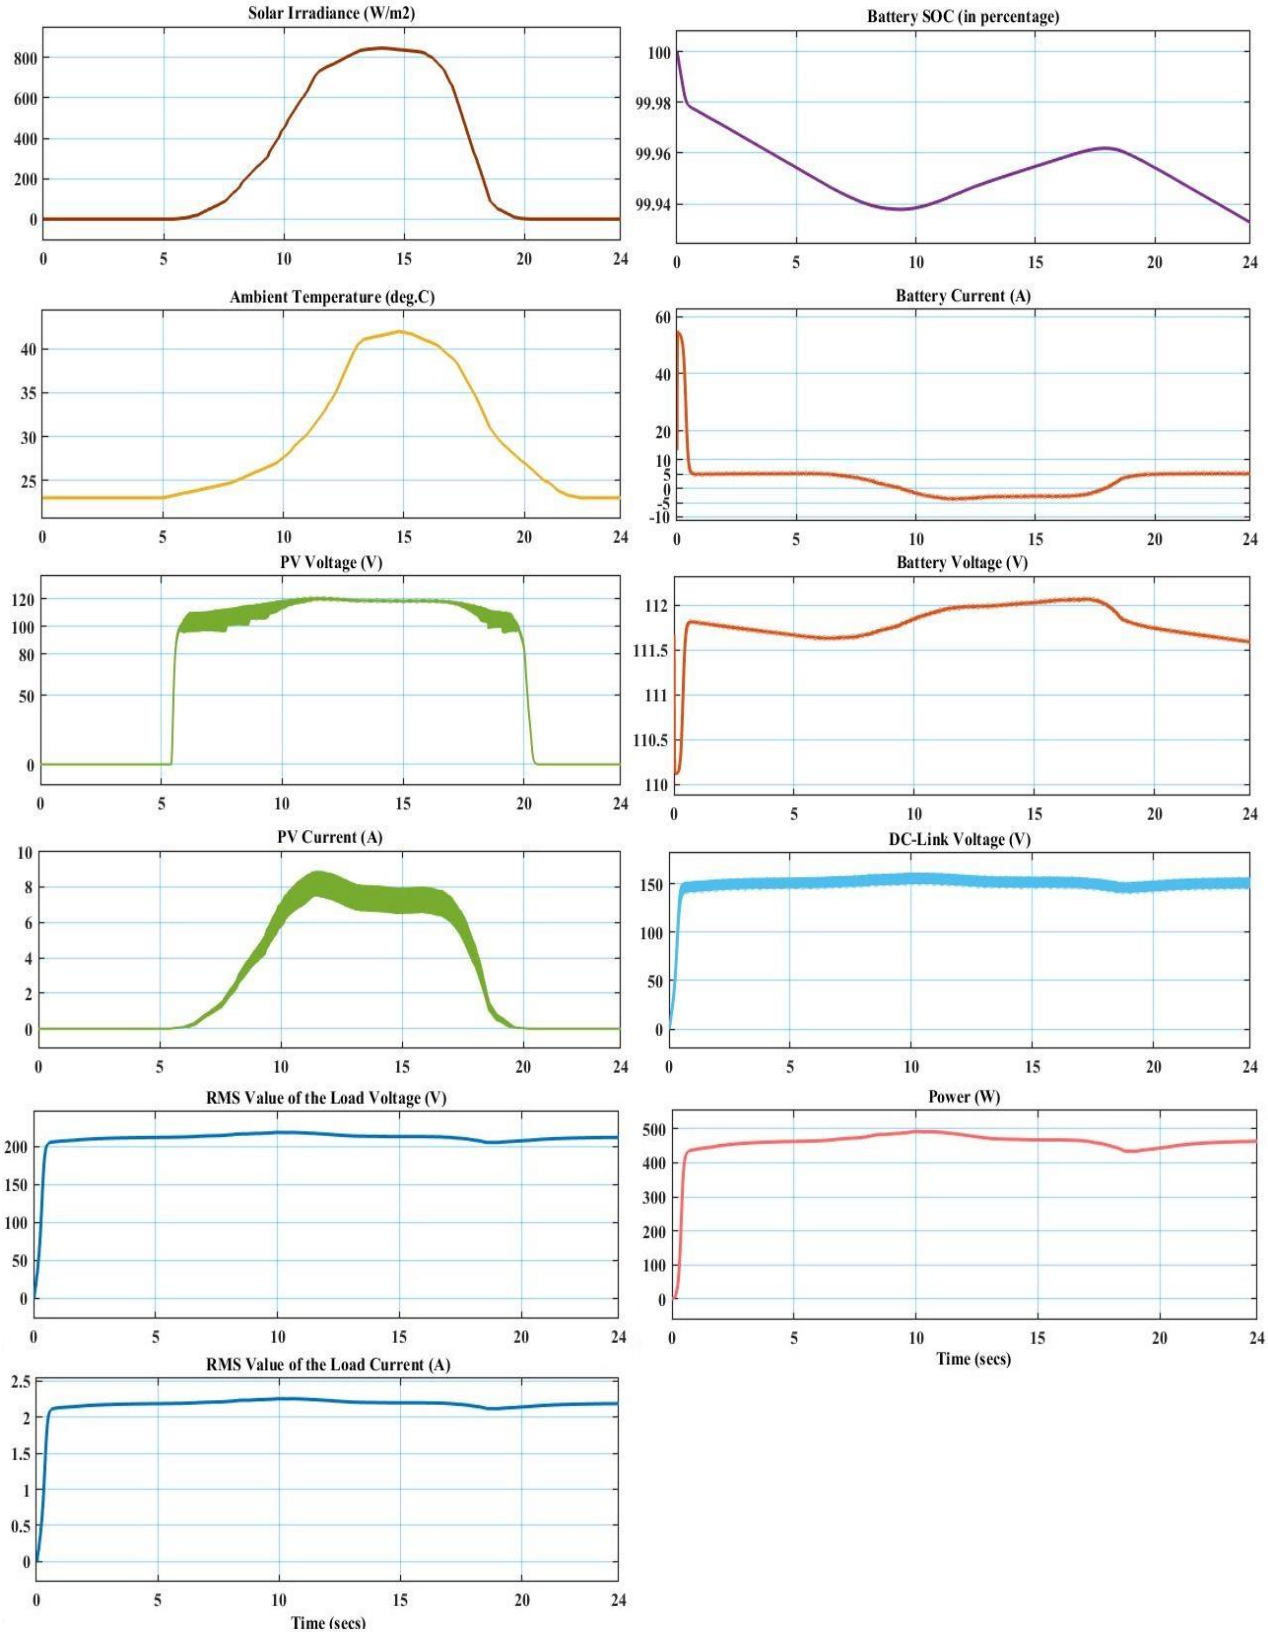 Solar Irradiance (W/m2)
800
600
400
200
0
0 5 10 15 20 24
Ambient Temperature (deg.C)
40
35
30
25
0 5 10 15 20 24
PV Voltage (V)
120
100
80
50
0
0 5 10 15 20 24
PV Current (A)
10
8
6
4
2
0
0 5 10 15 20 24
RMS Value of the Load Voltage (V)
200
150
100
50
0
0 5 10 15 20 24
RMS Value of the Load Current (A)
2.5
2
1.5
1
0.5
0
0 5 10 15 20 24
Time (secs)
Battery SOC (in percentage)
100
99.98
99.96
99.94
0 5 10 15 20 24
Battery Current (A)
60
40
20
10
5
0
-5
-10
0 5 10 15 20 24
Battery Voltage (V)
112
111.5
111
110.5
110
0 5 10 15 20 24
DC-Link Voltage (V)
150
100
50
0
0 5 10 15 20 24
Power (W)
500
400
300
200
100
0
0 5 10 15 20 24
Time (secs)